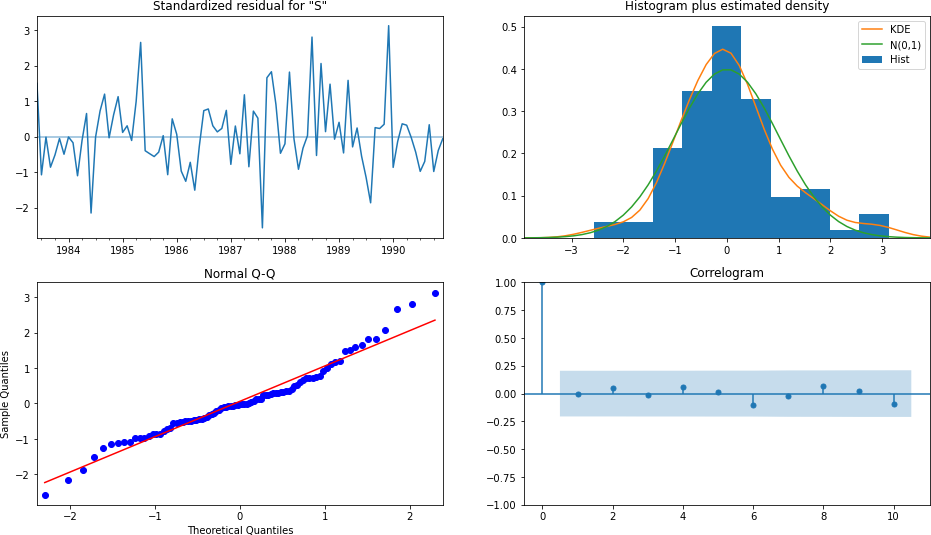 Standardized residual for "S"
3
2
1
0
−1
−2
1984 1985 1986 1987 1988 1989 1990
Histogram plus estimated density
KDE
N(0,1)
Hist
0.5
0.4
0.3
0.2
0.1
0.0
−3 −2 −1 0 1 2 3
Normal Q-Q
Sample Quantiles
3
2
1
0
−1
−2
−2 −1 0 1 2
Theoretical Quantiles
Correlogram
1.00
0.75
0.50
0.25
0.00
−0.25
−0.50
−0.75
−1.00
0 2 4 6 8 10